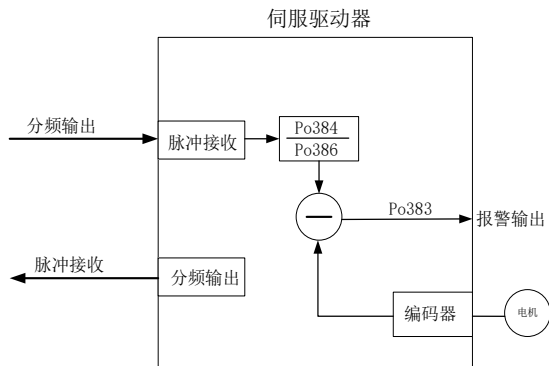 伺服驱动器
分频输出
脉冲接收
Po384
Po386
Po383
报警输出
脉冲接收
分频输出
编码器
电机